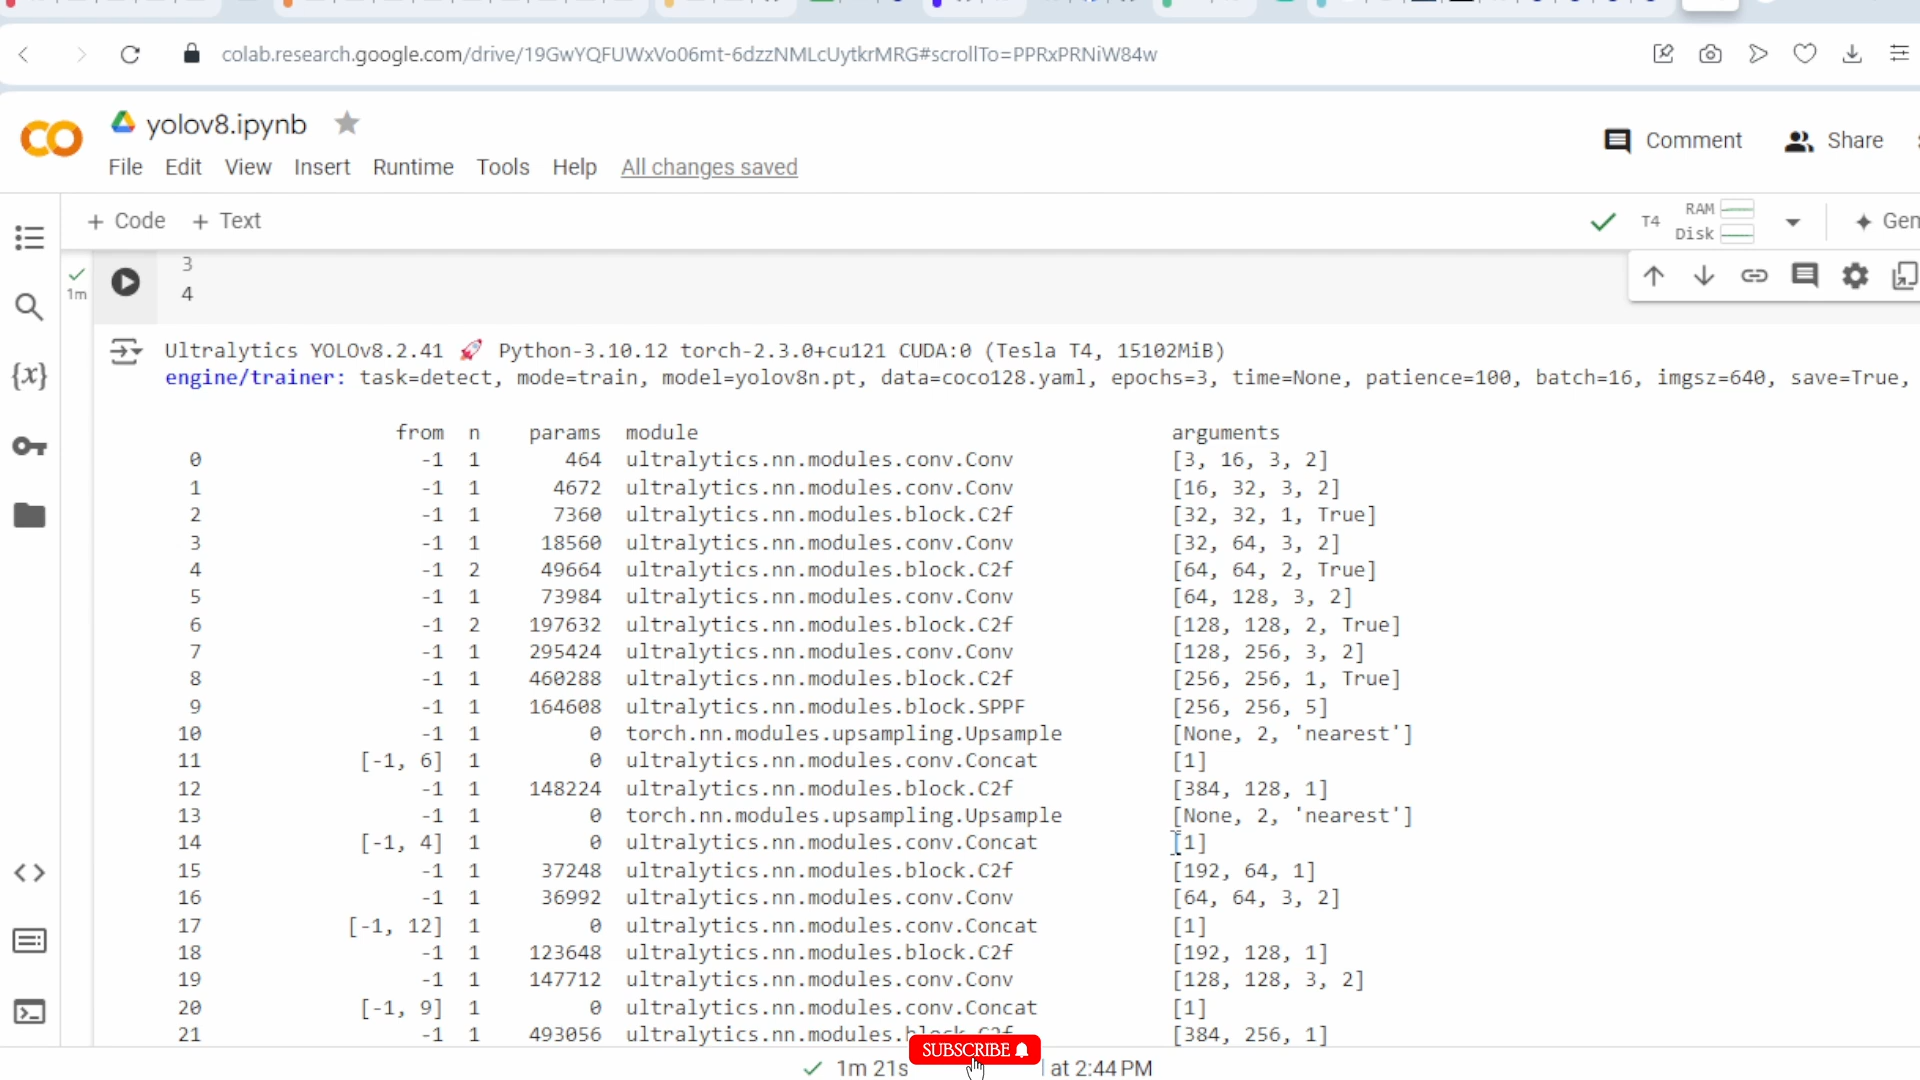 colab.research.google.com/drive/19GwYQFUWxVo06mt-6dzzNMLcUytkrMRG#scrollTo=PPRxPRNiW84w
yolov8.ipynb
Comment
Share
File Edit View Insert Runtime Tools Help All changes saved
+ Code + Text
T4
RAM
Disk
Gen
1m
3
4
Ultralytics YOLOv8.2.41 🚀 Python-3.10.12 torch-2.3.0+cu121 CUDA:0 (Tesla T4, 15102MiB)
engine/trainer: task=detect, mode=train, model=yolov8n.pt, data=coco128.yaml, epochs=3, time=None, patience=100, batch=16, imgsz=640, save=True,
from n params module arguments
0 -1 1 464 ultralytics.nn.modules.conv.Conv [3, 16, 3, 2]
1 -1 1 4672 ultralytics.nn.modules.conv.Conv [16, 32, 3, 2]
2 -1 1 7360 ultralytics.nn.modules.block.C2f [32, 32, 1, True]
3 -1 1 18560 ultralytics.nn.modules.conv.Conv [32, 64, 3, 2]
4 -1 2 49664 ultralytics.nn.modules.block.C2f [64, 64, 2, True]
5 -1 1 73984 ultralytics.nn.modules.conv.Conv [64, 128, 3, 2]
6 -1 2 197632 ultralytics.nn.modules.block.C2f [128, 128, 2, True]
7 -1 1 295424 ultralytics.nn.modules.conv.Conv [128, 256, 3, 2]
8 -1 1 460288 ultralytics.nn.modules.block.C2f [256, 256, 1, True]
9 -1 1 164608 ultralytics.nn.modules.block.SPPF [256, 256, 5]
10 -1 1 0 torch.nn.modules.upsampling.Upsample [None, 2, 'nearest']
11 [-1, 6] 1 0 ultralytics.nn.modules.conv.Concat [1]
12 -1 1 148224 ultralytics.nn.modules.block.C2f [384, 128, 1]
13 -1 1 0 torch.nn.modules.upsampling.Upsample [None, 2, 'nearest']
14 [-1, 4] 1 0 ultralytics.nn.modules.conv.Concat [1]
15 -1 1 37248 ultralytics.nn.modules.block.C2f [192, 64, 1]
16 -1 1 36992 ultralytics.nn.modules.conv.Conv [64, 64, 3, 2]
17 [-1, 12] 1 0 ultralytics.nn.modules.conv.Concat [1]
18 -1 1 123648 ultralytics.nn.modules.block.C2f [192, 128, 1]
19 -1 1 147712 ultralytics.nn.modules.conv.Conv [128, 128, 3, 2]
20 [-1, 9] 1 0 ultralytics.nn.modules.conv.Concat [1]
21 -1 1 493056 ultralytics.nn.modules.block.C2f [384, 256, 1]
SUBSCRIBE
1m 21s at 2:44 PM